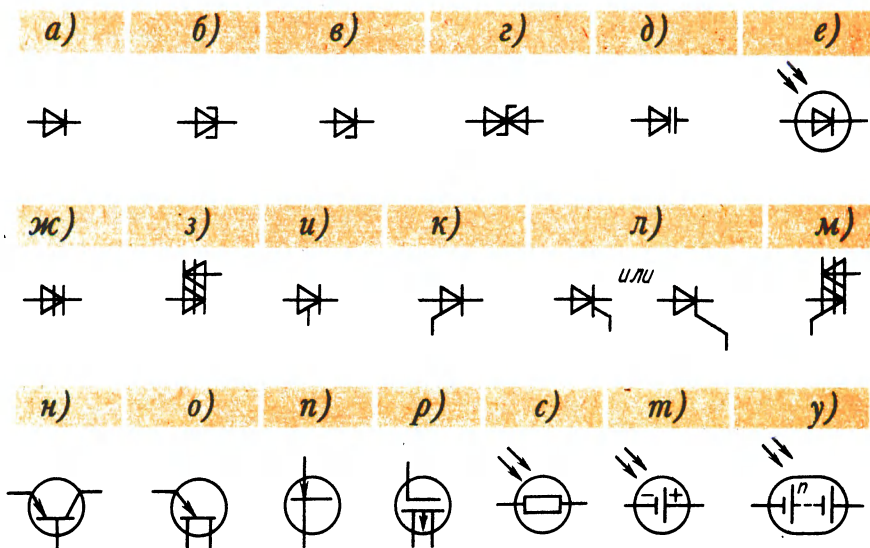 а) б) в) г) д) е)
ж) з) и) к) л) м)
или
н) о) п) р) с) т) у)
- + n